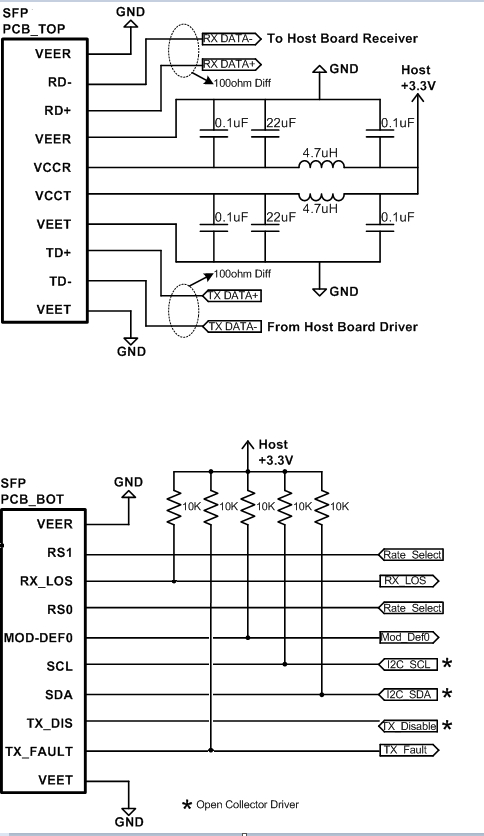 SFP
PCB_TOP
GND
VEER
RD-
RD+
VEER
VCCR
VCCT
VEET
TD+
TD-
VEET
RX DATA-
To Host Board Receiver
RX DATA+
100ohm Diff
GND
Host
+3.3V
0.1uF
22uF
0.1uF
4.7uH
4.7uH
0.1uF
22uF
0.1uF
100ohm Diff
GND
TX DATA+
TX DATA-
From Host Board Driver
GND
Host
+3.3V
SFP
PCB_BOT
GND
10K
10K
10K
10K
10K
VEER
RS1
Rate_Select
RX_LOS
RX_LOS
RS0
Rate_Select
MOD-DEF0
Mod_Def0
SCL
I2C_SCL *
SDA
I2C_SDA *
TX_DIS
TX_Disable *
TX_FAULT
TX_Fault
VEET
GND
* Open Collector Driver